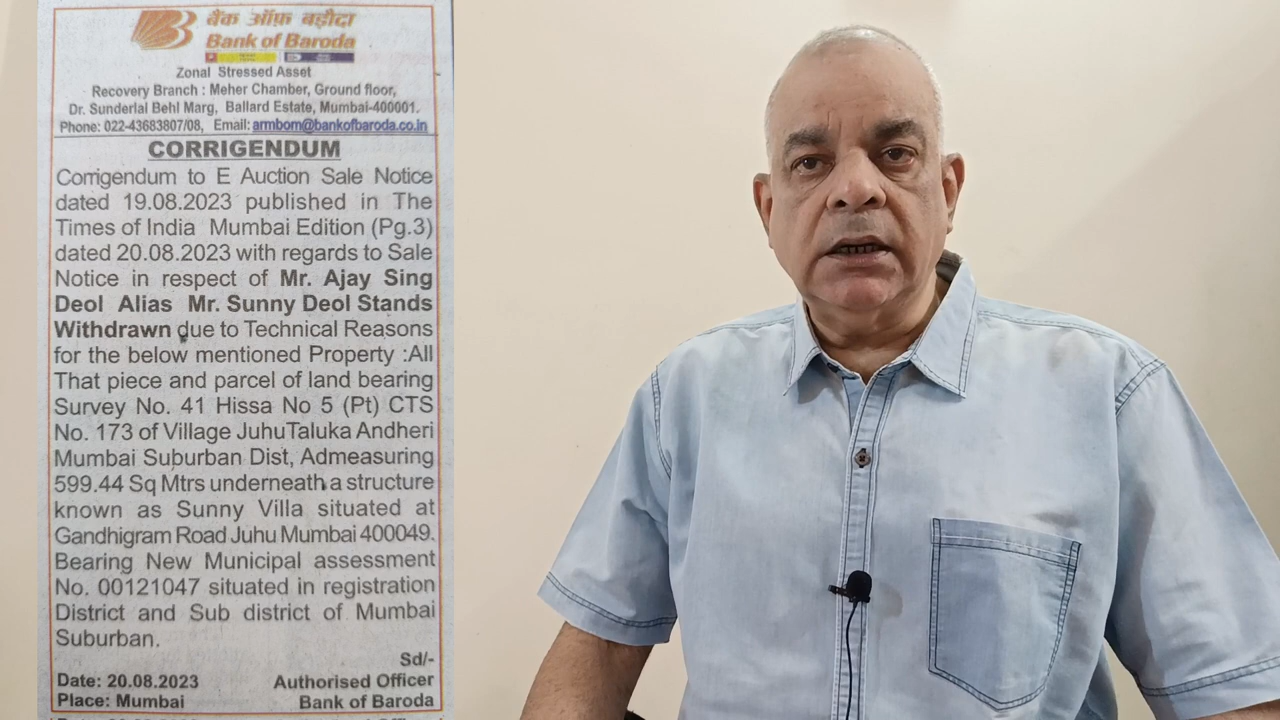 बैंक ऑफ़ बड़ौदा
Bank of Baroda
Zonal Stressed Asset
Recovery Branch : Meher Chamber, Ground floor,
Dr. Sunderlal Behl Marg, Ballard Estate, Mumbai-400001.
Phone: 022-43683807/08, Email: armbom@bankofbaroda.co.in
CORRIGENDUM
Corrigendum to E Auction Sale Notice
dated 19.08.2023 published in The
Times of India Mumbai Edition (Pg.3)
dated 20.08.2023 with regards to Sale
Notice in respect of Mr. Ajay Sing
Deol Alias Mr. Sunny Deol Stands
Withdrawn due to Technical Reasons
for the below mentioned Property :All
That piece and parcel of land bearing
Survey No. 41 Hissa No 5 (Pt) CTS
No. 173 of Village JuhuTaluka Andheri
Mumbai Suburban Dist, Admeasuring
599.44 Sq Mtrs underneath a structure
known as Sunny Villa situated at
Gandhigram Road Juhu Mumbai 400049.
Bearing New Municipal assessment
No. 00121047 situated in registration
District and Sub district of Mumbai
Suburban.
Sd/-
Date: 20.08.2023 Authorised Officer
Place: Mumbai Bank of Baroda